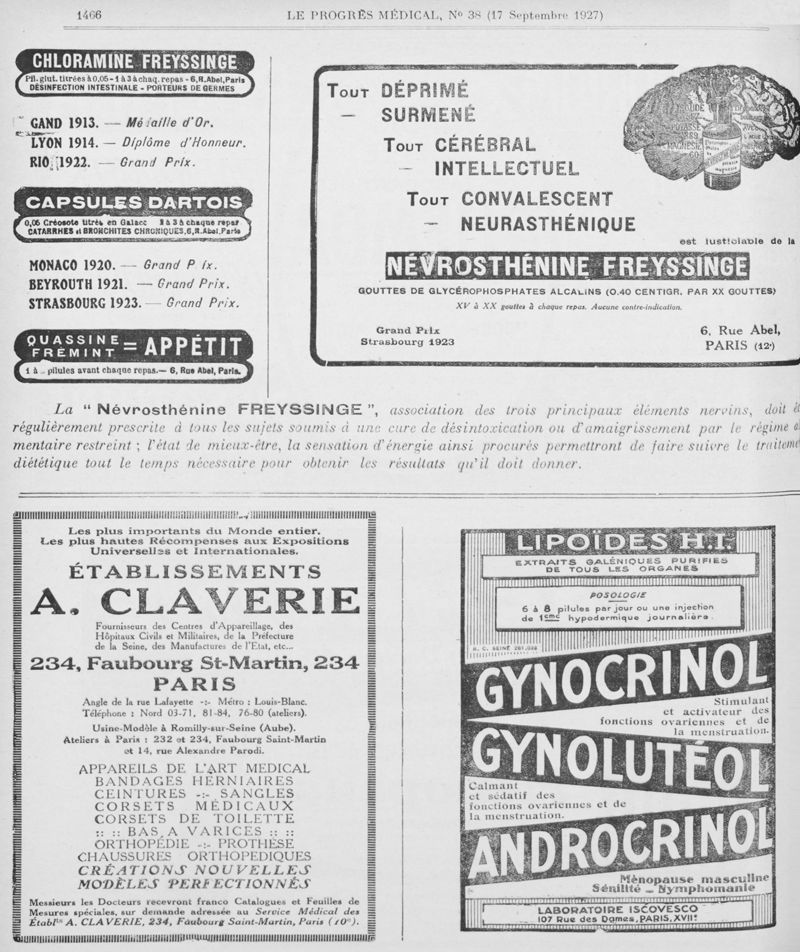 1466
LE PROGRÈS MÉDICAL, No 38 (17 Septembre 1927)
CHLORAMINE FREYSSINGE
Pil. glut. titrées à 0,05 - 1 à 3 à chaq. repas - 6, R. Abel, Paris
DÉSINFECTION INTESTINALE - PORTEURS DE GERMES
GAND 1913. — Médaille d'Or.
LYON 1914. — Diplôme d'Honneur.
RIO 1922. — Grand Prix.
CAPSULES DARTOIS
0,05 Créosote titrée en Gaïacol 2 à 3 à chaque repas
CATARRHES et BRONCHITES CHRONIQUES, 6, R. Abel, Paris
MONACO 1920. — Grand Prix.
BEYROUTH 1921. — Grand Prix.
STRASBOURG 1923. — Grand Prix.
QUASSINE
FRÉMINT = APPÉTIT
1 à pilules avant chaque repas. — 6, Rue Abel, Paris.
TOUT DÉPRIMÉ
— SURMENÉ
TOUT CÉRÉBRAL
— INTELLECTUEL
TOUT CONVALESCENT
— NEURASTHÉNIQUE
est justiciable de la
NÉVROSTHÉNINE FREYSSINGE
GOUTTES DE GLYCÉROPHOSPHATES ALCALINS (0.40 CENTIGR. PAR XX GOUTTES)
XV à XX gouttes à chaque repas. Aucune contre-indication.
Grand Prix
Strasbourg 1923
6, Rue Abel,
PARIS (12e)
La “ Névrosthénine FREYSSINGE ”, association des trois principaux éléments nervins, doit
régulièrement prescrite à tous les sujets soumis à une cure de désintoxication ou d'amaigrissement par le régime
mentaire restreint ; l'état de mieux-être, la sensation d'énergie ainsi procurés permettront de faire suivre le traiteme
diététique tout le temps nécessaire pour obtenir les résultats qu'il doit donner.
Les plus importants du Monde entier.
Les plus hautes Récompenses aux Expositions
Universelles et Internationales.
ÉTABLISSEMENTS
A. CLAVERIE
Fournisseurs des Centres d'Appareillage, des
Hôpitaux Civils et Militaires, de la Préfecture
de la Seine, des Manufactures de l'Etat, etc...
234, Faubourg St-Martin, 234
PARIS
Angle de la rue Lafayette -:- Métro : Louis-Blanc.
Téléphone : Nord 03-71, 81-84, 76-80 (ateliers).
Usine-Modèle à Romilly-sur-Seine (Aube).
Ateliers à Paris : 232 et 234, Faubourg Saint-Martin
et 14, rue Alexandre Parodi.
APPAREILS DE L'ART MEDICAL
BANDAGES HERNIAIRES
CEINTURES -:- SANGLES
CORSETS MÉDICAUX
CORSETS DE TOILETTE
:: :: BAS A VARICES :: ::
ORTHOPÉDIE -:- PROTHÈSE
CHAUSSURES ORTHOPEDIQUES
CRÉATIONS NOUVELLES
MODÈLES PERFECTIONNÉS
Messieurs les Docteurs recevront franco Catalogues et Feuilles de
Mesures spéciales, sur demande adressée au Service Médical des
Établts A. CLAVERIE, 234, Faubourg Saint-Martin, Paris (10e).
LIPOÏDES H.I.
EXTRAITS GALÉNIQUES PURIFIÉS
DE TOUS LES ORGANES
POSOLOGIE
6 à 8 pilules par jour ou une injection
de 1cmc hypodermique journalière.
R. C. SEINE
GYNOCRINOL
Stimulant
et activateur des
fonctions ovariennes et de
la menstruation.
GYNOLUTÉOL
Calmant
et sédatif des
fonctions ovariennes et de
la menstruation.
ANDROCRINOL
Ménopause masculine
Sénilité _ Nymphomanie
LABORATOIRE ISCOVESCO
107 Rue des Dames, PARIS, XVIIe